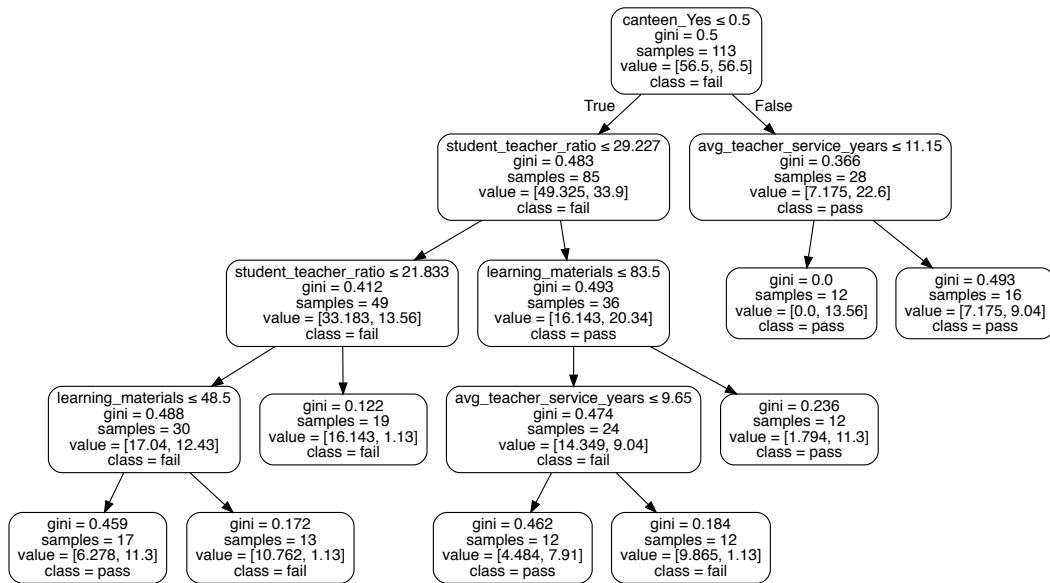 canteen_Yes ≤ 0.5
gini = 0.5
samples = 113
value = [56.5, 56.5]
class = fail
True
False
student_teacher_ratio ≤ 29.227
gini = 0.483
samples = 85
value = [49.325, 33.9]
class = fail
avg_teacher_service_years ≤ 11.15
gini = 0.366
samples = 28
value = [7.175, 22.6]
class = pass
student_teacher_ratio ≤ 21.833
gini = 0.412
samples = 49
value = [33.183, 13.56]
class = fail
learning_materials ≤ 83.5
gini = 0.493
samples = 36
value = [16.143, 20.34]
class = pass
gini = 0.0
samples = 12
value = [0.0, 13.56]
class = pass
gini = 0.493
samples = 16
value = [7.175, 9.04]
class = pass
learning_materials ≤ 48.5
gini = 0.488
samples = 30
value = [17.04, 12.43]
class = fail
gini = 0.122
samples = 19
value = [16.143, 1.13]
class = fail
avg_teacher_service_years ≤ 9.65
gini = 0.474
samples = 24
value = [14.349, 9.04]
class = fail
gini = 0.236
samples = 12
value = [1.794, 11.3]
class = pass
gini = 0.459
samples = 17
value = [6.278, 11.3]
class = pass
gini = 0.172
samples = 13
value = [10.762, 1.13]
class = fail
gini = 0.462
samples = 12
value = [4.484, 7.91]
class = pass
gini = 0.184
samples = 12
value = [9.865, 1.13]
class = fail